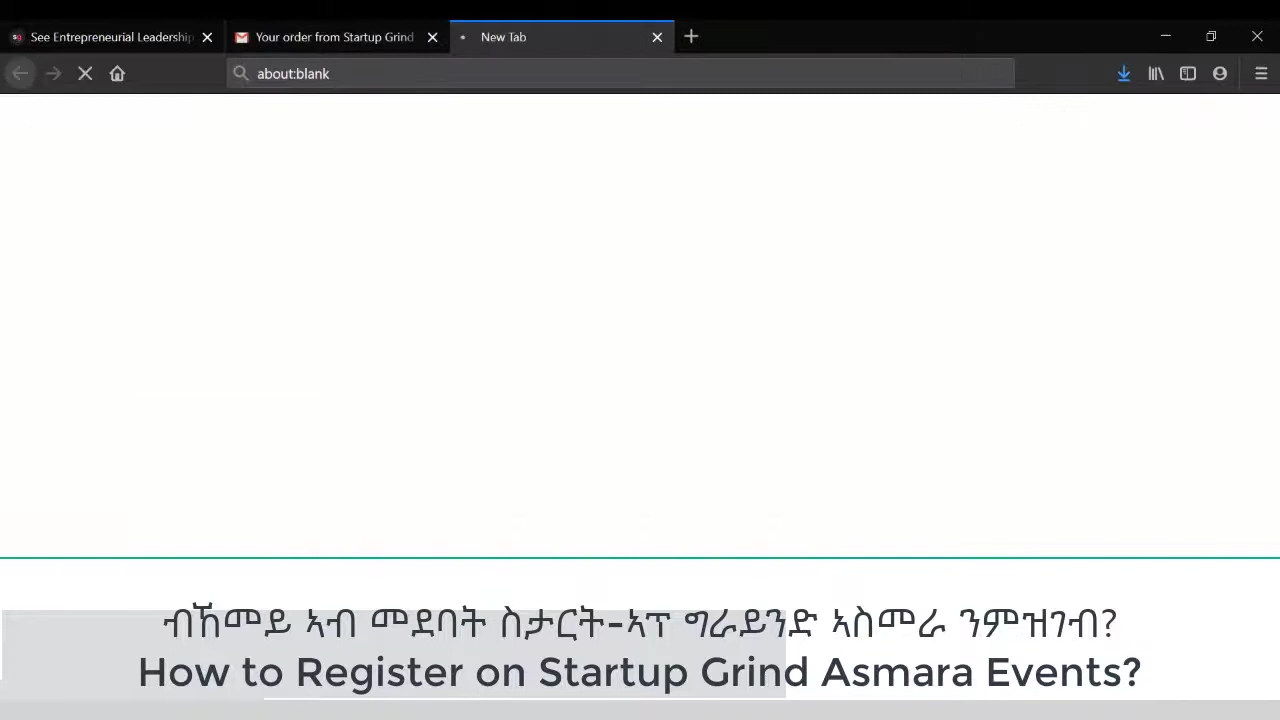 See Entrepreneurial Leadership
Your order from Startup Grind
New Tab
about:blank
ብኸመይ ኣብ መደባት ስታርት-ኣፕ ግራይንድ ኣስመራ ንምዝገብ?
How to Register on Startup Grind Asmara Events?